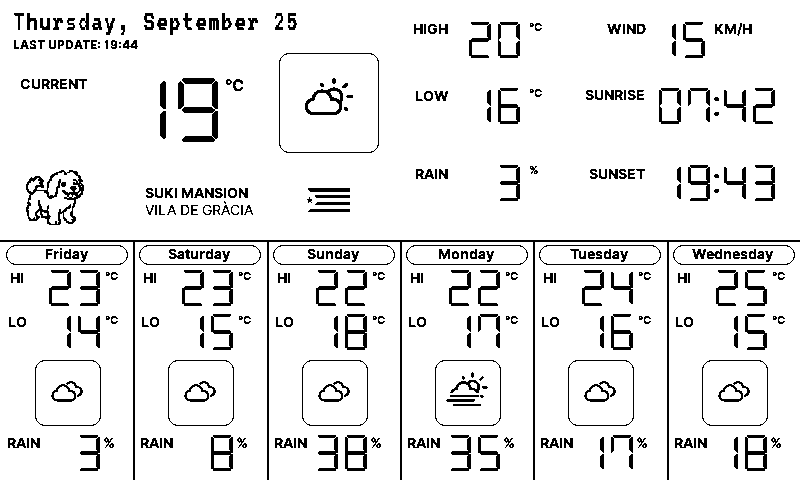 Thursday, September 25
LAST UPDATE: 19:44
CURRENT 19 °C
HIGH 20 °C
LOW 16 °C
RAIN 3 %
WIND 15 KM/H
SUNRISE 07:42
SUNSET 19:43
SUKI MANSION
VILA DE GRÀCIA
Friday
HI 23 °C
LO 14 °C
RAIN 3 %
Saturday
HI 23 °C
LO 15 °C
RAIN 8 %
Sunday
HI 22 °C
LO 18 °C
RAIN 38 %
Monday
HI 22 °C
LO 17 °C
RAIN 35 %
Tuesday
HI 24 °C
LO 16 °C
RAIN 17 %
Wednesday
HI 25 °C
LO 15 °C
RAIN 18 %